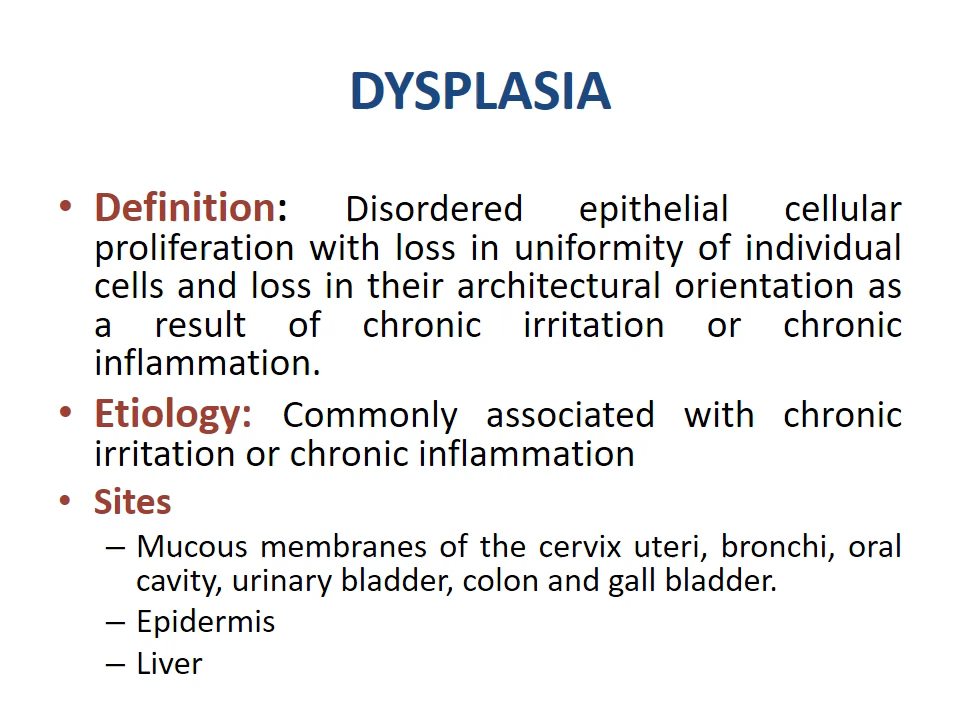 DYSPLASIA
• Definition: Disordered epithelial cellular
proliferation with loss in uniformity of individual
cells and loss in their architectural orientation as
a result of chronic irritation or chronic
inflammation.
• Etiology: Commonly associated with chronic
irritation or chronic inflammation
• Sites
– Mucous membranes of the cervix uteri, bronchi, oral
cavity, urinary bladder, colon and gall bladder.
– Epidermis
– Liver